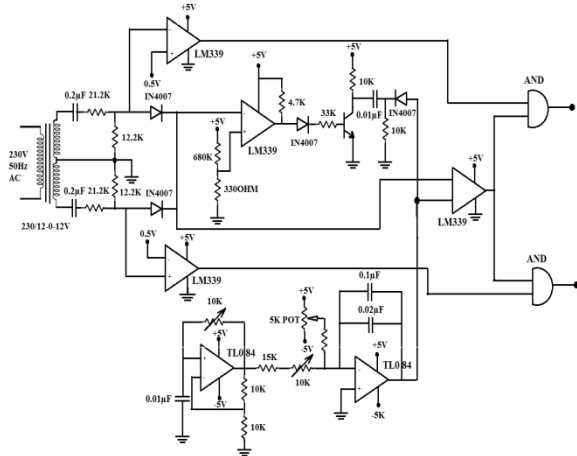 +5V
0.5V
LM339
AND
0.2µF
21.2K
IN4007
12.2K
230V
50Hz
AC
12.2K
0.2µF
21.2K
IN4007
230/12-0-12V
+5V
680K
330OHM
+5V
4.7K
LM339
IN4007
33K
+5V
10K
0.01µF
IN4007
10K
+5V
LM339
0.5V
+5V
LM339
AND
10K
+5V
TL084
-5V
0.01µF
10K
10K
15K
10K
+5V
5K POT
-5V
0.1µF
0.02µF
+5V
TL084
-5K